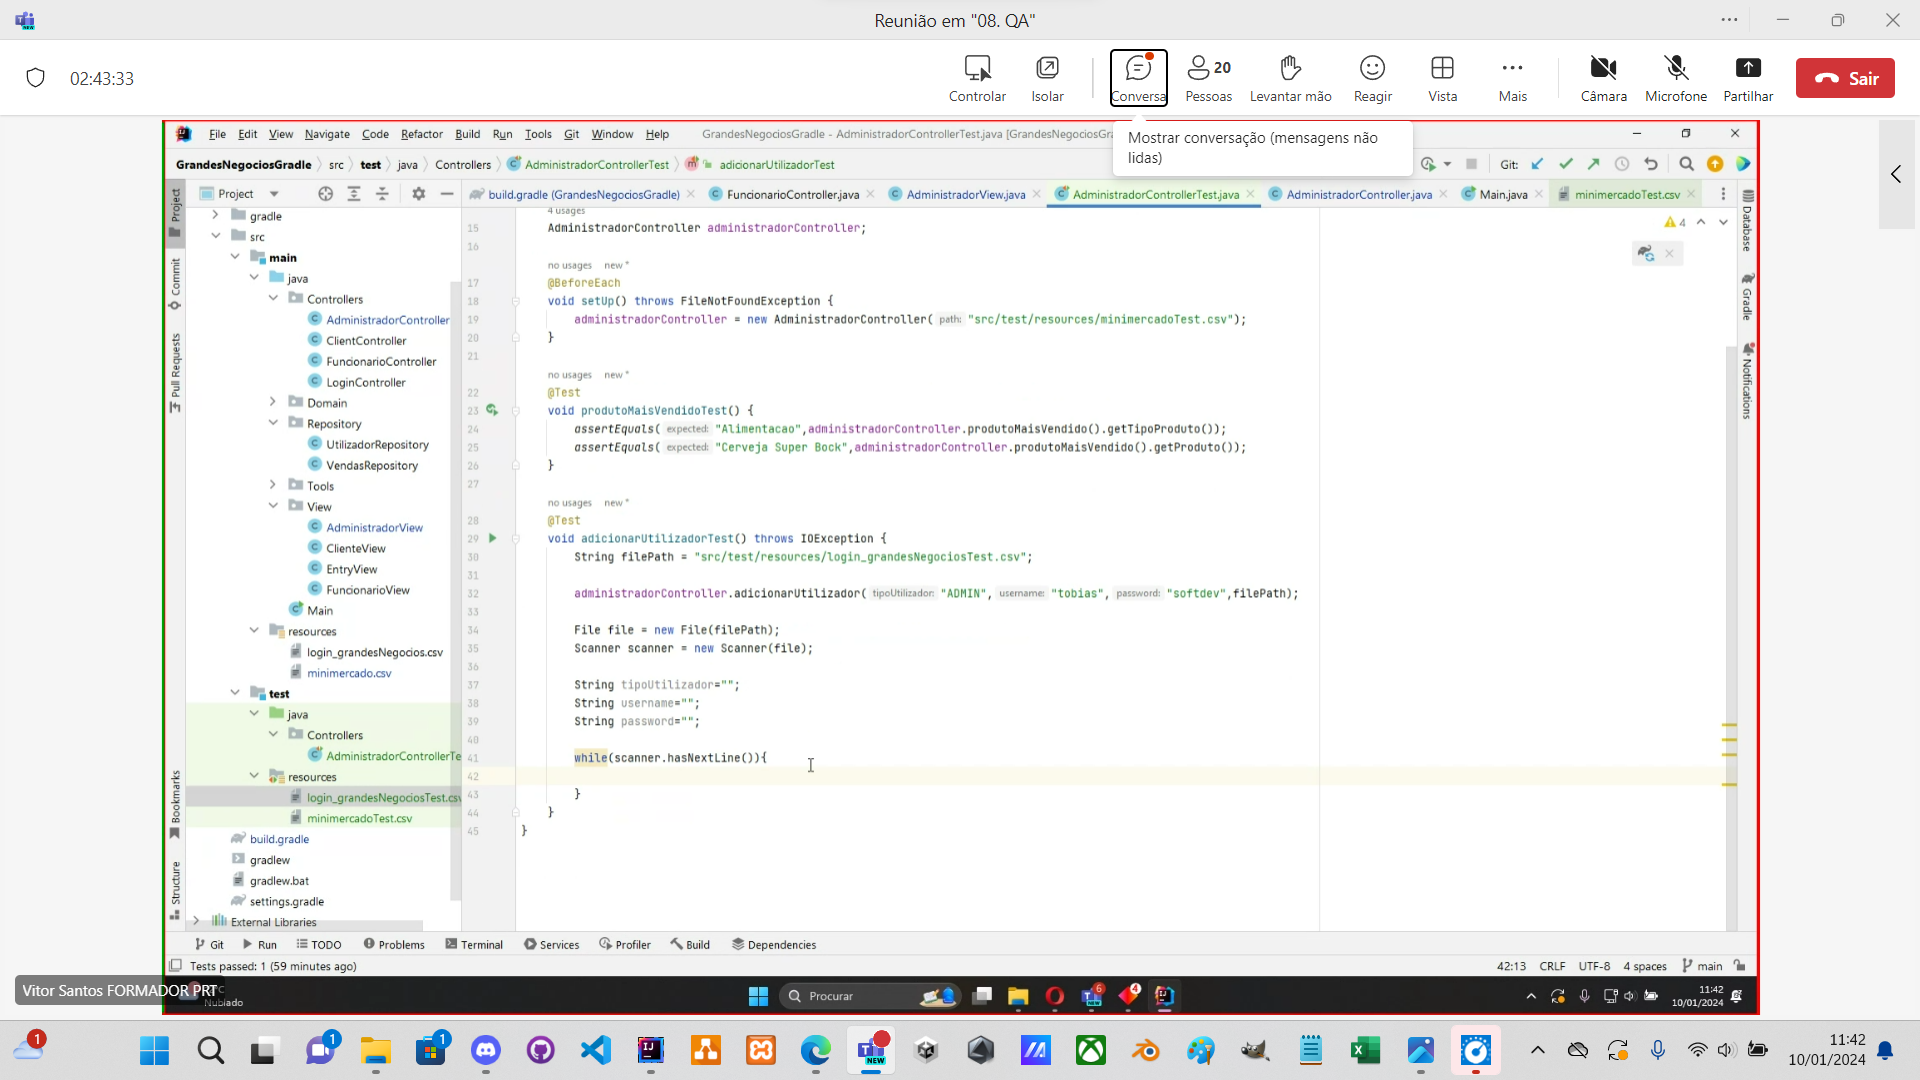 Reunião em "08. QA"
02:43:33
Controlar
Isolar
Conversa
20
Pessoas
Levantar mão
Reagir
Vista
Mais
Câmara
Microfone
Partilhar
Sair
Mostrar conversação (mensagens não
lidas)
File Edit View Navigate Code Refactor Build Run Tools Git Window Help
GrandesNegociosGradle - AdministradorControllerTest.java [GrandesNegociosGra
GrandesNegociosGradle src test java Controllers AdministradorControllerTest adicionarUtilizadorTest
Git:
Project
build.gradle (GrandesNegociosGradle) FuncionarioController.java AdministradorView.java AdministradorControllerTest.java AdministradorController.java Main.java minimercadoTest.csv
Project
Commit
Pull Requests
Bookmarks
Structure
gradle
src
main
java
Controllers
AdministradorController
ClientController
FuncionarioController
LoginController
Domain
Repository
UtilizadorRepository
VendasRepository
Tools
View
AdministradorView
ClienteView
EntryView
FuncionarioView
Main
resources
login_grandesNegocios.csv
minimercado.csv
test
java
Controllers
AdministradorControllerTe
resources
login_grandesNegociosTest.csv
minimercadoTest.csv
build.gradle
gradlew
gradlew.bat
settings.gradle
External Libraries
4 usages
15 AdministradorController administradorController;
16
no usages new *
17 @BeforeEach
18 void setUp() throws FileNotFoundException {
19 administradorController = new AdministradorController( path: "src/test/resources/minimercadoTest.csv");
20 }
21
no usages new *
22 @Test
23 void produtoMaisVendidoTest() {
24 assertEquals( expected: "Alimentacao",administradorController.produtoMaisVendido().getTipoProduto());
25 assertEquals( expected: "Cerveja Super Bock",administradorController.produtoMaisVendido().getProduto());
26 }
27
no usages new *
28 @Test
29 void adicionarUtilizadorTest() throws IOException {
30 String filePath = "src/test/resources/login_grandesNegociosTest.csv";
31
32 administradorController.adicionarUtilizador( tipoUtilizador: "ADMIN", username: "tobias", password: "softdev",filePath);
33
34 File file = new File(filePath);
35 Scanner scanner = new Scanner(file);
36
37 String tipoUtilizador="";
38 String username="";
39 String password="";
40
41 while(scanner.hasNextLine()){
42
43 }
44 }
45 }
4
Database
Gradle
Notifications
Git Run TODO Problems Terminal Services Profiler Build Dependencies
Tests passed: 1 (59 minutes ago)
42:13 CRLF UTF-8 4 spaces main
Vitor Santos FORMADOR PRT
Nublado
Procurar
6
4
11:42
10/01/2024
1
1
1
NEW
11:42
10/01/2024